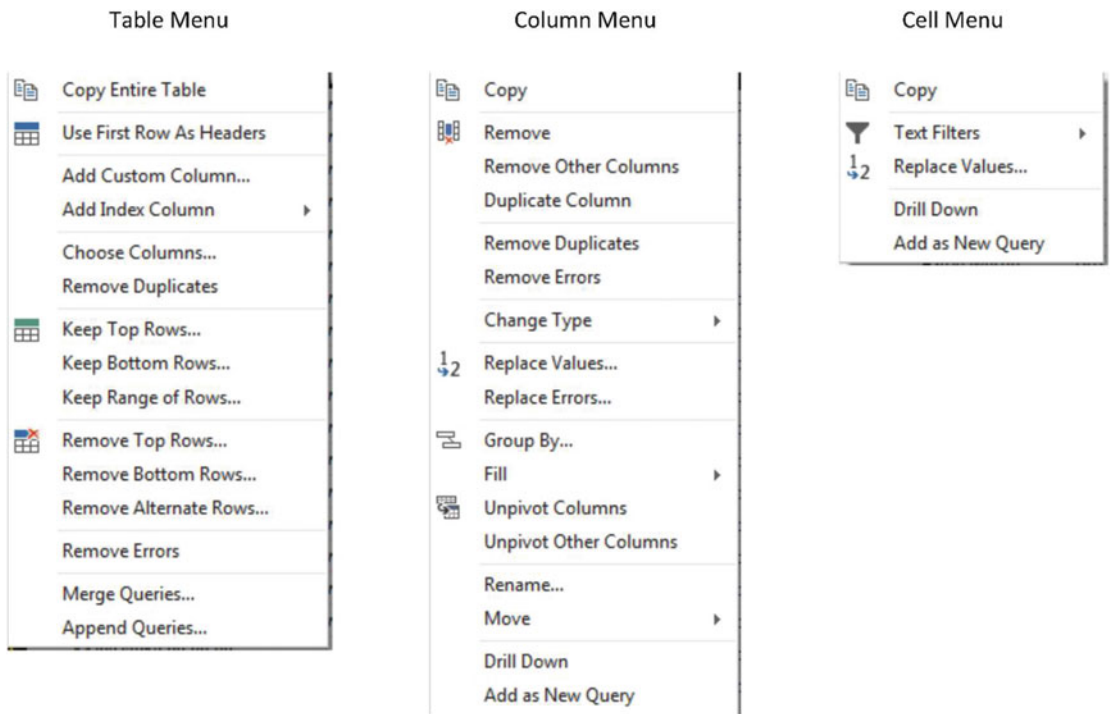 Table Menu
Copy Entire Table
Use First Row As Headers
Add Custom Column...
Add Index Column
Choose Columns...
Remove Duplicates
Keep Top Rows...
Keep Bottom Rows...
Keep Range of Rows...
Remove Top Rows...
Remove Bottom Rows...
Remove Alternate Rows...
Remove Errors
Merge Queries...
Append Queries...
Column Menu
Copy
Remove
Remove Other Columns
Duplicate Column
Remove Duplicates
Remove Errors
Change Type
Replace Values...
Replace Errors...
Group By...
Fill
Unpivot Columns
Unpivot Other Columns
Rename...
Move
Drill Down
Add as New Query
Cell Menu
Copy
Text Filters
Replace Values...
Drill Down
Add as New Query